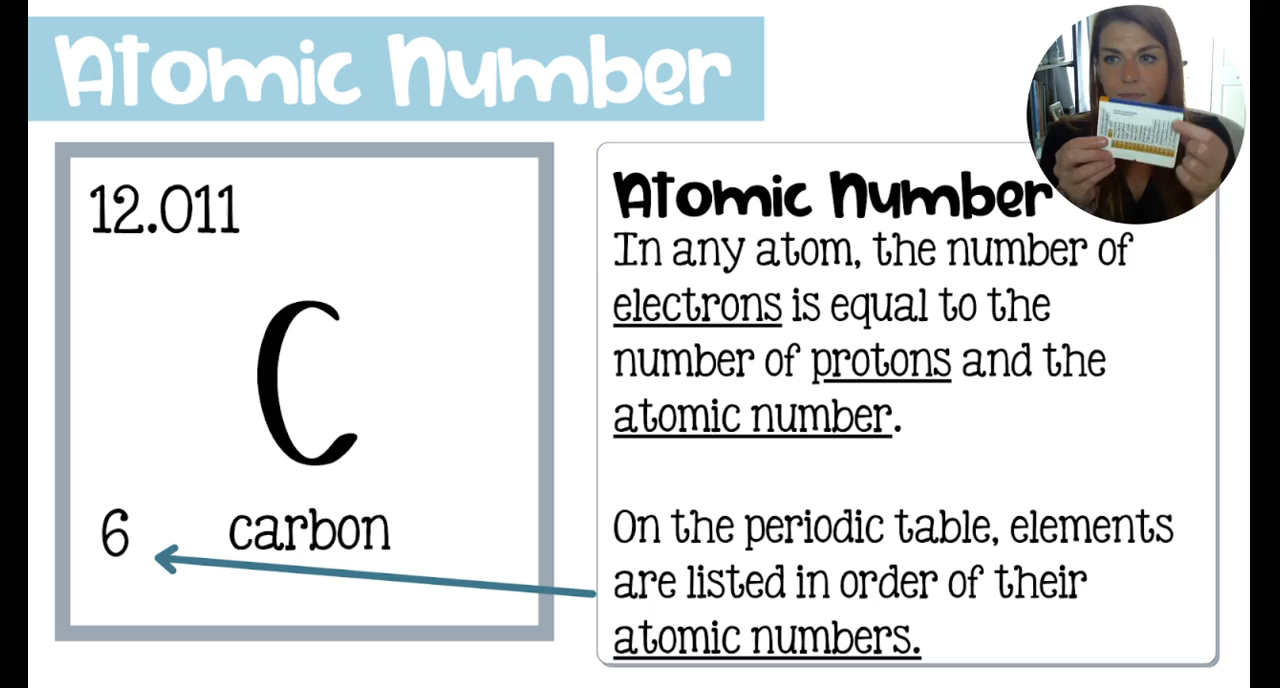 Atomic Number
12.011
C
6 carbon
Atomic Number
In any atom, the number of
electrons is equal to the
number of protons and the
atomic number.
On the periodic table, elements
are listed in order of their
atomic numbers.